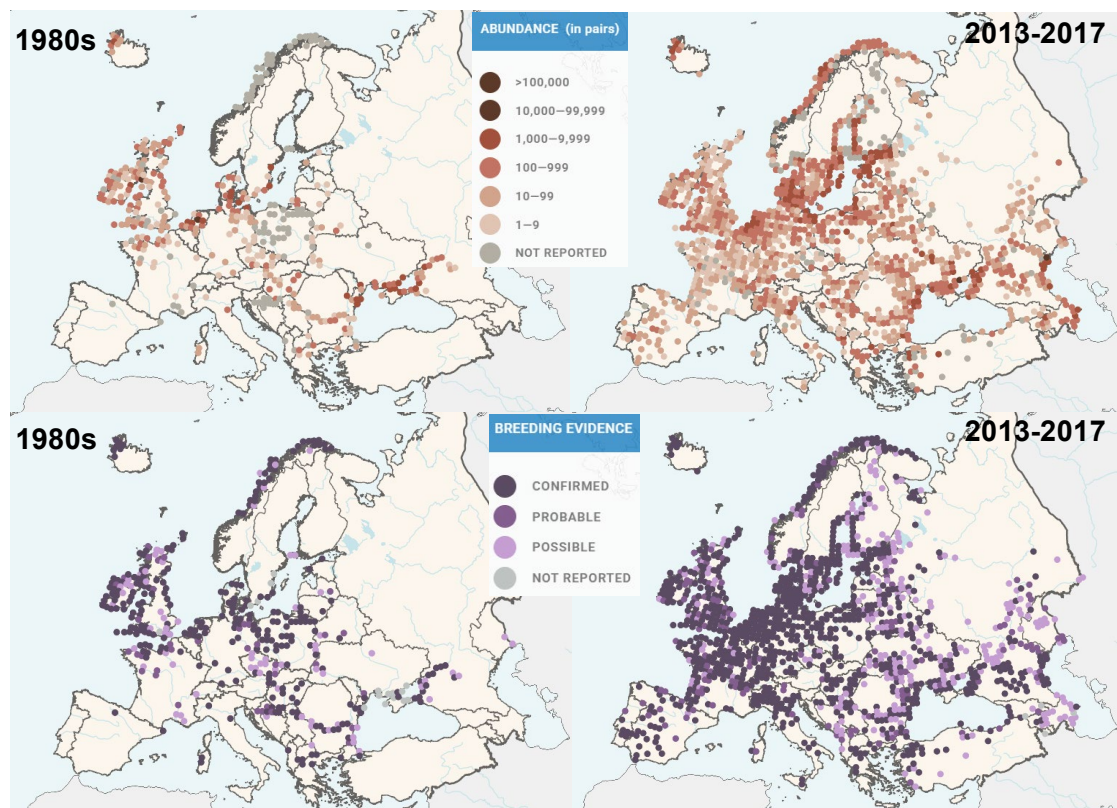 1980s
ABUNDANCE (in pairs)
>100,000
10,000—99,999
1,000—9,999
100—999
10—99
1—9
NOT REPORTED
2013-2017
1980s
BREEDING EVIDENCE
CONFIRMED
PROBABLE
POSSIBLE
NOT REPORTED
2013-2017